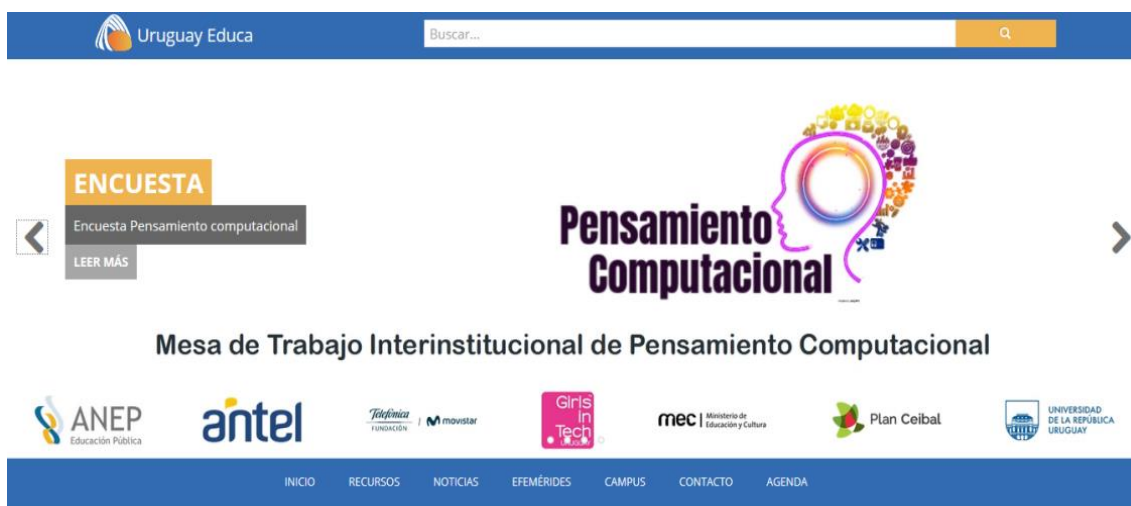 Uruguay Educa
Buscar...
ENCUESTA
Encuesta Pensamiento computacional
LEER MÁS
Pensamiento
Computacional
Mesa de Trabajo Interinstitucional de Pensamiento Computacional
ANEP
Educación Pública
antel
Telefónica
FUNDACIÓN
movistar
Girls
in
Tech
mec
Ministerio de
Educación y Cultura
Plan Ceibal
UNIVERSIDAD
DE LA REPÚBLICA
URUGUAY
INICIO RECURSOS NOTICIAS EFEMÉRIDES CAMPUS CONTACTO AGENDA